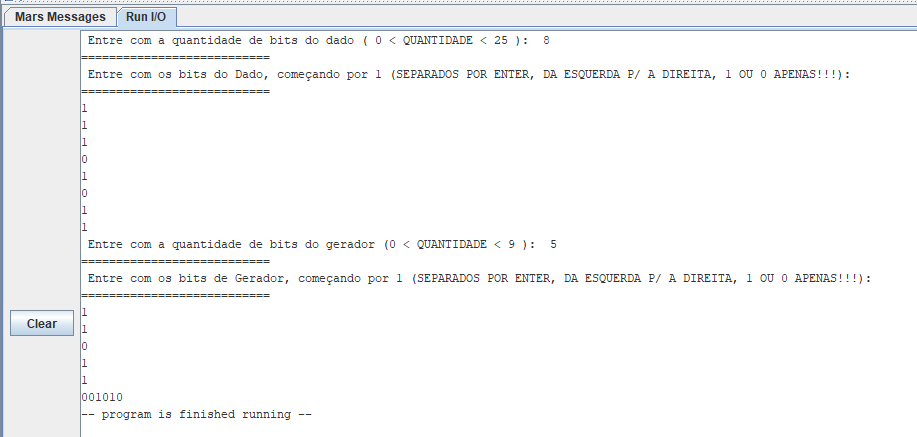 Mars Messages Run I/O
Entre com a quantidade de bits do dado ( 0 < QUANTIDADE < 25 ):  8
===========================
Entre com os bits do Dado, começando por 1 (SEPARADOS POR ENTER, DA ESQUERDA P/ A DIREITA, 1 OU 0 APENAS!!!):
===========================
1
1
1
0
1
0
1
1
Entre com a quantidade de bits do gerador (0 < QUANTIDADE < 9 ):  5
===========================
Entre com os bits de Gerador, começando por 1 (SEPARADOS POR ENTER, DA ESQUERDA P/ A DIREITA, 1 OU 0 APENAS!!!):
===========================
Clear
1
1
0
1
1
001010
-- program is finished running --